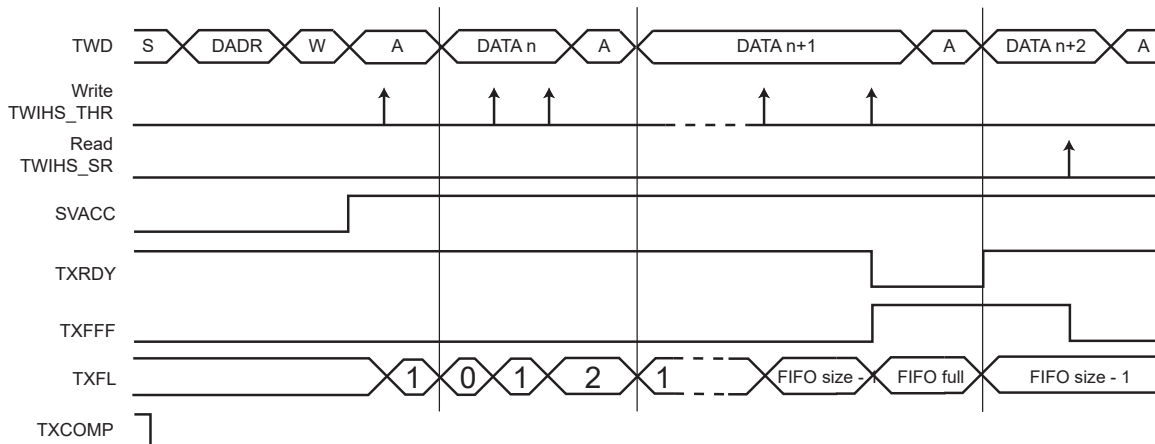 TWD S DADR W A DATA n A DATA n+1 A DATA n+2 A
Write
TWIHS_THR
Read
TWIHS_SR
SVACC
TXRDY
TXFFF
TXFL 1 0 1 2 1 FIFO size - 1 FIFO full FIFO size - 1
TXCOMP